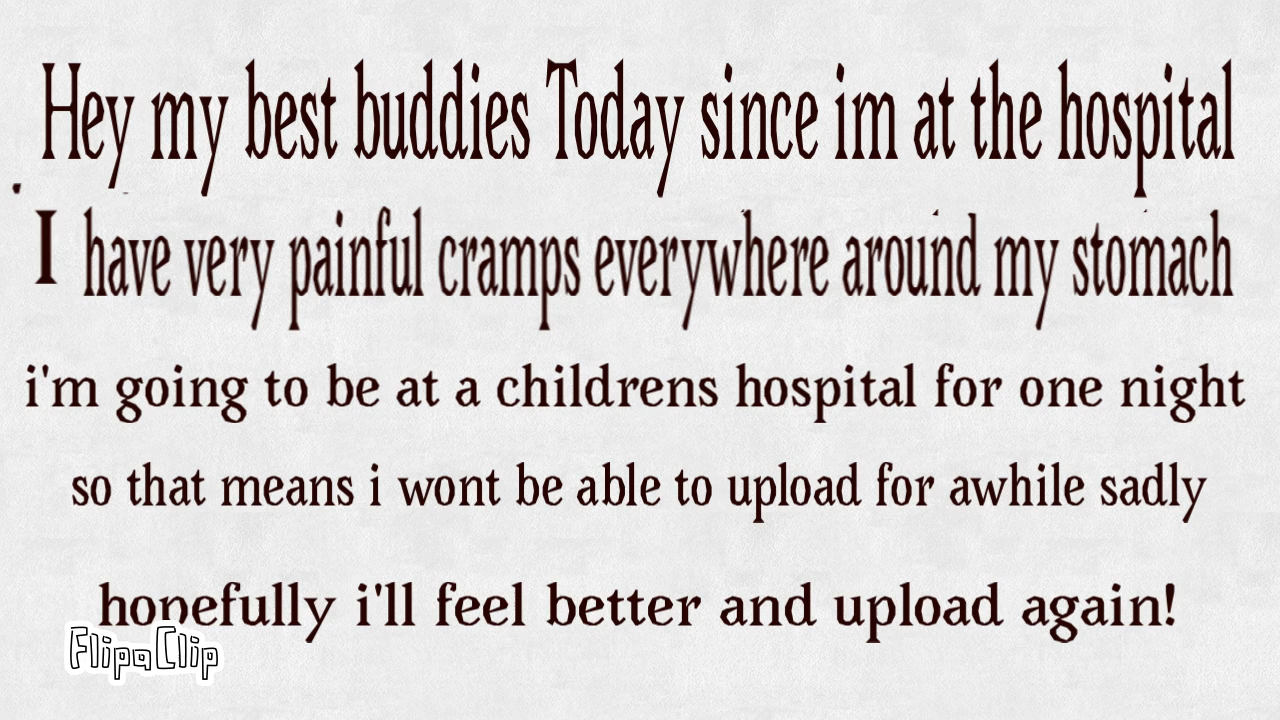 Hey my best buddies Today since im at the hospital
I have very painful cramps everywhere around my stomach
i'm going to be at a childrens hospital for one night
so that means i wont be able to upload for awhile sadly
hopefully i'll feel better and upload again!
FlipaClip